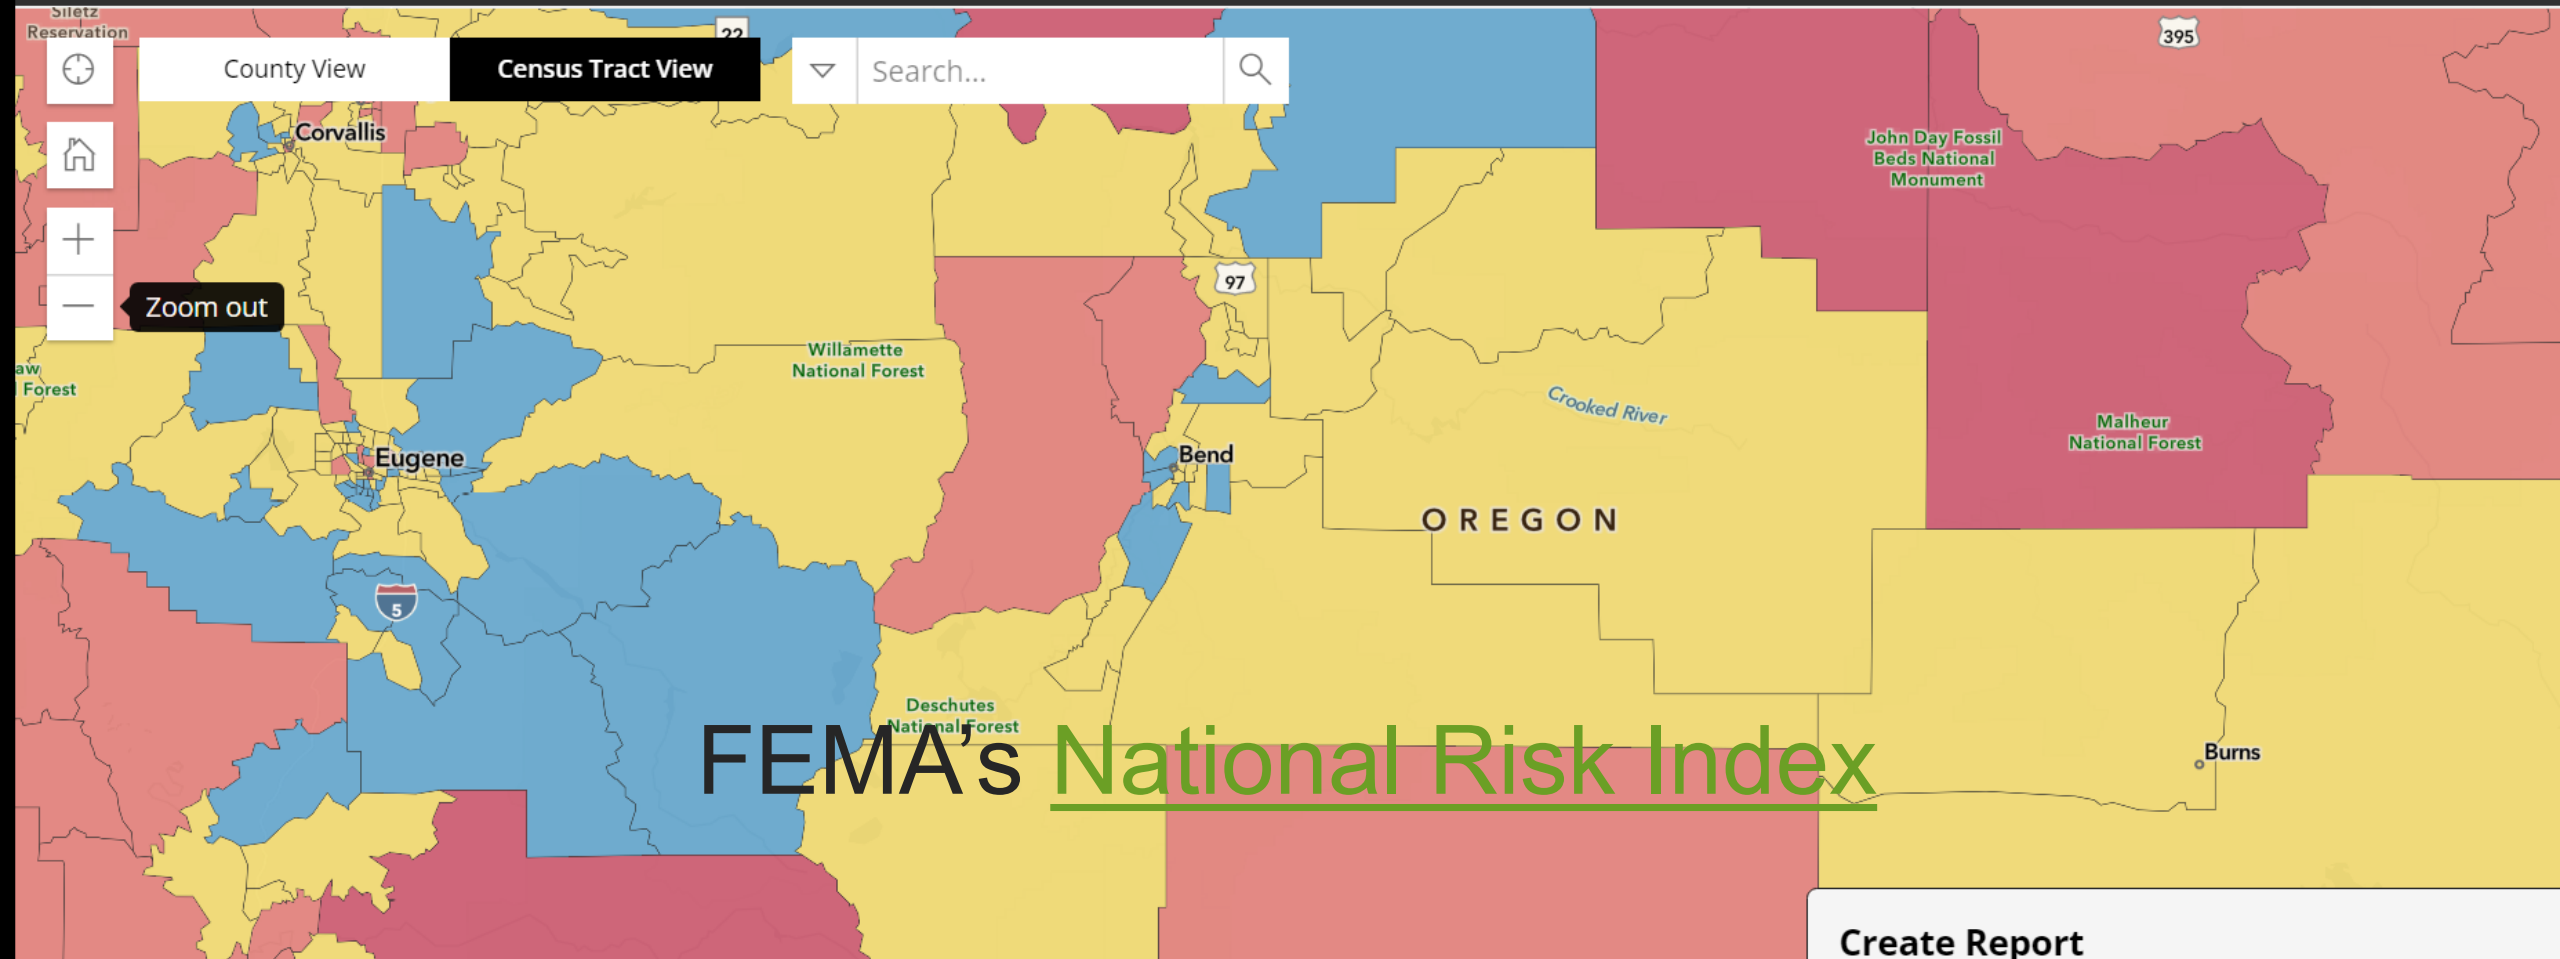 Siletz
Reservation
22
395
County View
Census Tract View
Search...
Corvallis
John Day Fossil
Beds National
Monument
97
Zoom out
Willamette
National Forest
aw
Forest
Crooked River
Malheur
National Forest
Eugene
Bend
OREGON
5
Deschutes
National Forest
FEMA’s National Risk Index
Burns
Create Report